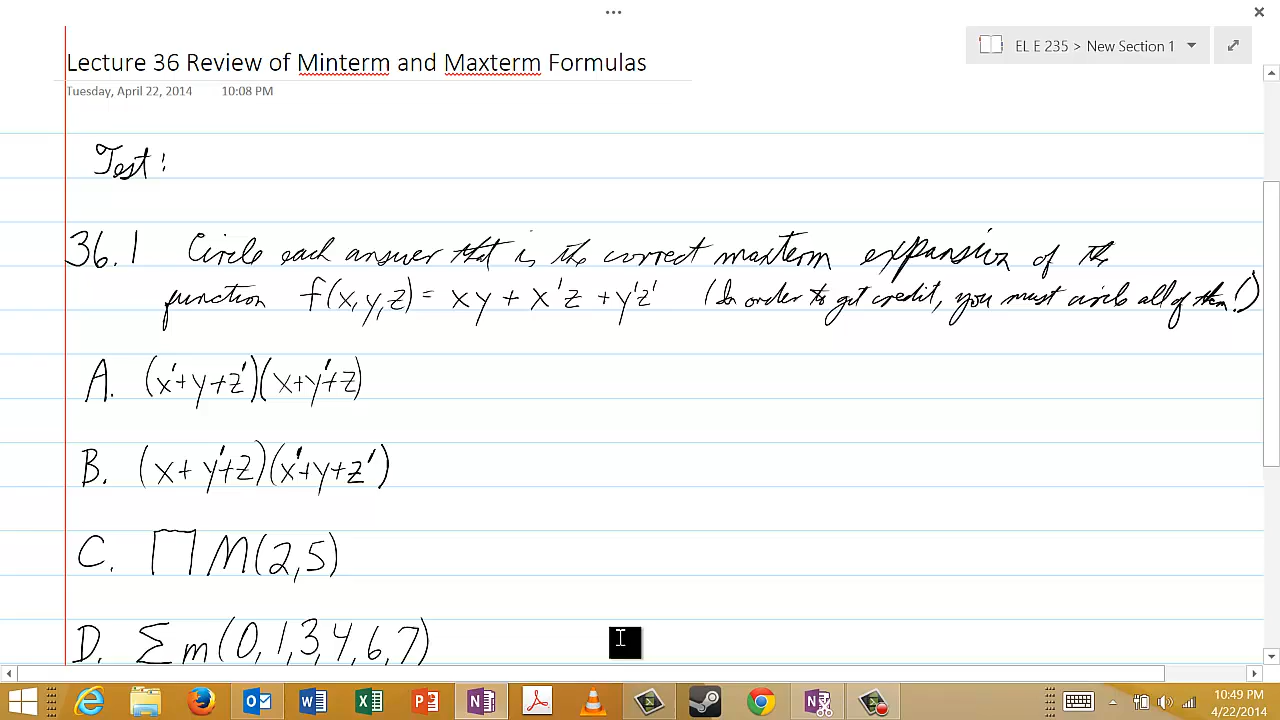 EL E 235 > New Section 1
Lecture 36 Review of Minterm and Maxterm Formulas
Tuesday, April 22, 2014 10:08 PM
Test:
36.1 Circle each answer that is the correct maxterm expansion of the
function f(x,y,z) = xy + x'z + y'z' (In order to get credit, you must circle all of them!)
A. (x'+y+z')(x+y'+z)
B. (x+y'+z)(x'+y+z')
C. ∏ M(2,5)
D. ∑ m(0,1,3,4,6,7)
10:49 PM
4/22/2014